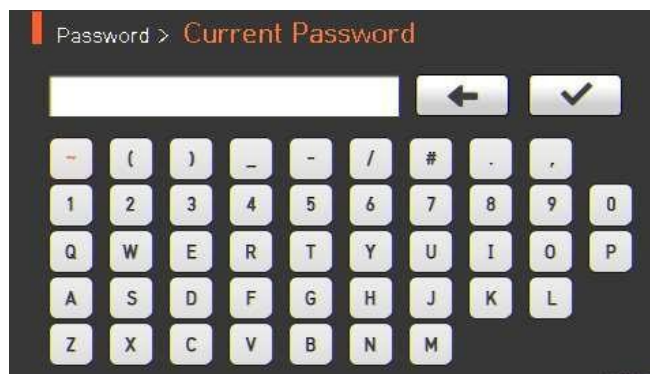 Password > Current Password
~ ( ) _ - / # . ,
1 2 3 4 5 6 7 8 9 0
Q W E R T Y U I O P
A S D F G H J K L
Z X C V B N M